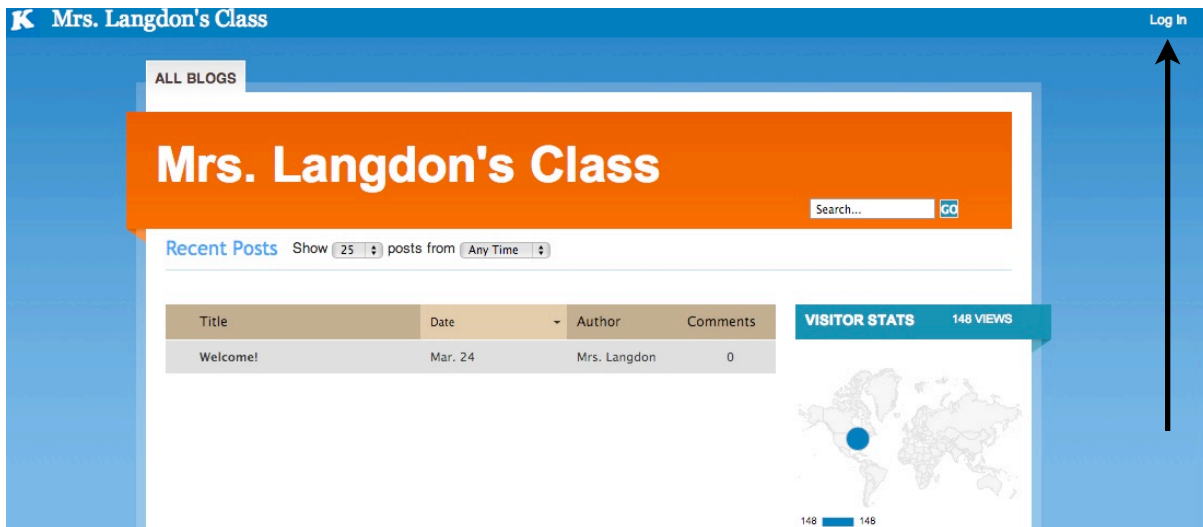 K Mrs. Langdon's Class Log In
ALL BLOGS
Mrs. Langdon's Class
Search... GO
Recent Posts Show 25 posts from Any Time
Title Date Author Comments
VISITOR STATS 148 VIEWS
Welcome! Mar. 24 Mrs. Langdon 0
148 148